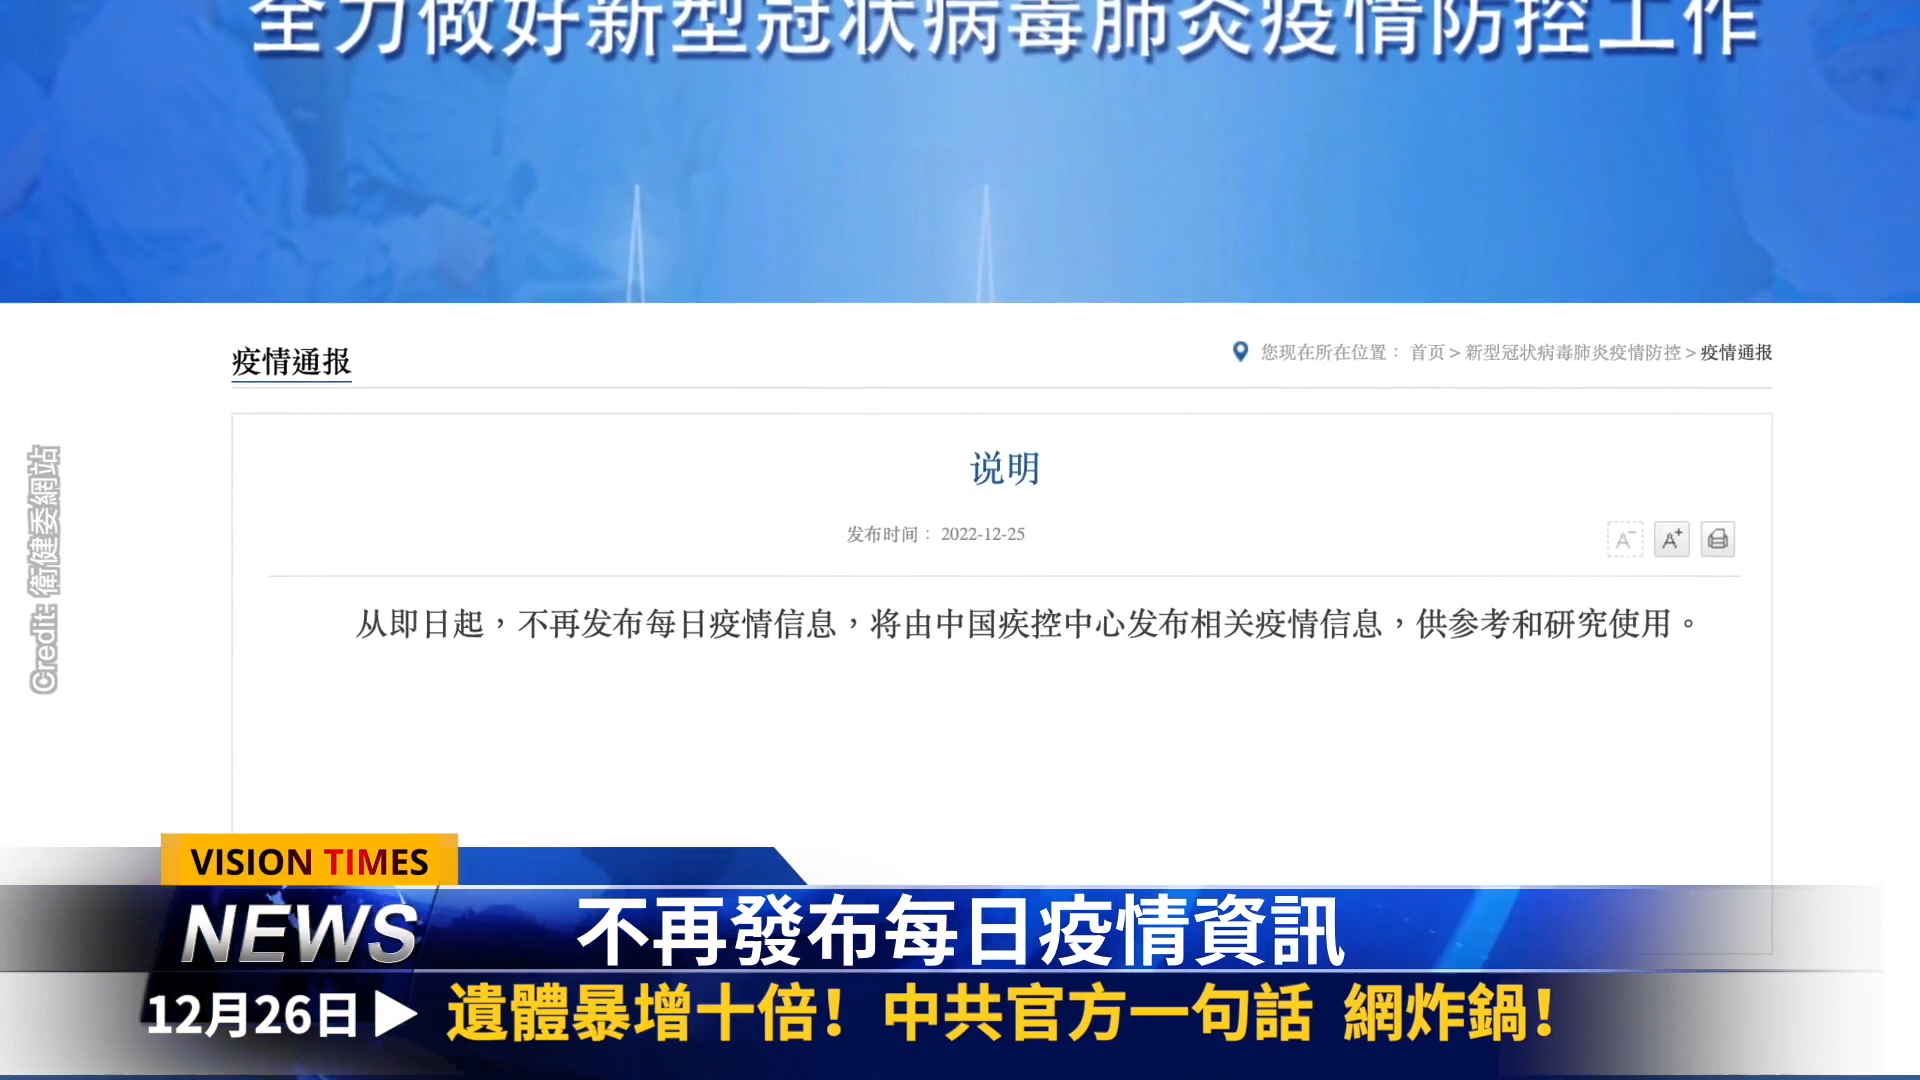 全力做好新型冠状病毒肺炎疫情防控工作
疫情通报
您现在所在位置： 首页 > 新型冠状病毒肺炎疫情防控 > 疫情通报
说明
发布时间： 2022-12-25
A- A+
从即日起，不再发布每日疫情信息，将由中国疾控中心发布相关疫情信息，供参考和研究使用。
Credit: 衛健委網站
VISION TIMES
NEWS
不再發布每日疫情資訊
12月26日▶
遺體暴增十倍！中共官方一句話 網炸鍋！